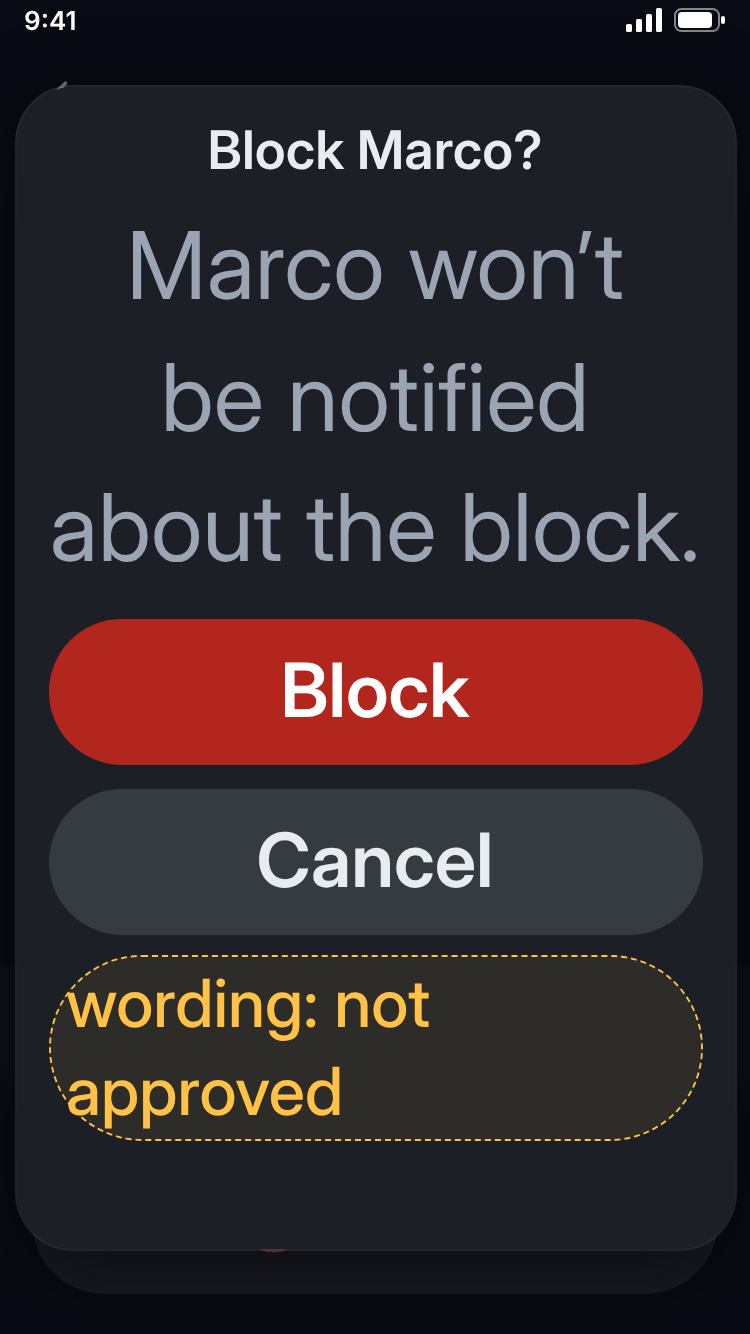 9:41
Block Marco?
Marco won’t
be notified
about the block.
Block
Cancel
wording: not
approved